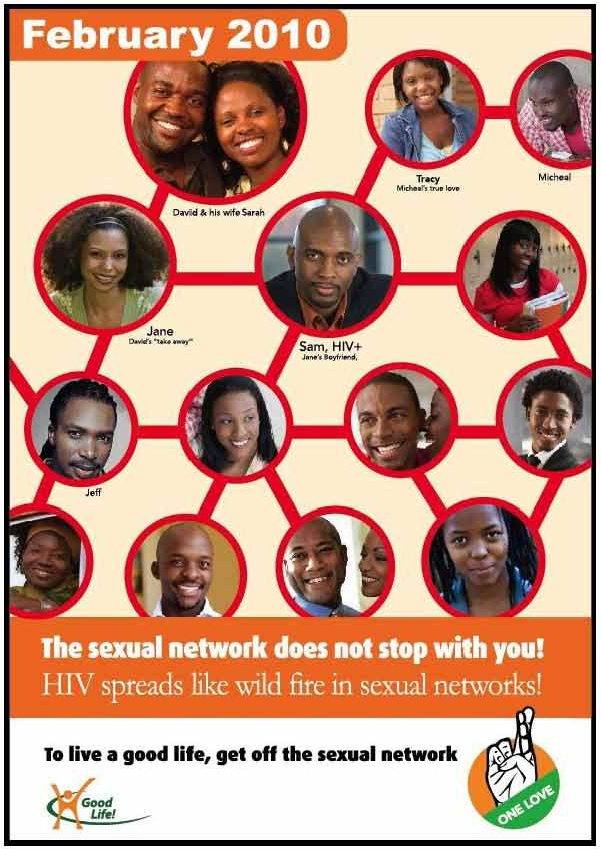 February 2010
Tracy
Micheal's true love
Micheal
David & his wife Sarah
Jane
David's "take away"
Sam, HIV+
Jane's Boyfriend,
Jeff
The sexual network does not stop with you!
HIV spreads like wild fire in sexual networks!
To live a good life, get off the sexual network
Good
Life!
ONE LOVE